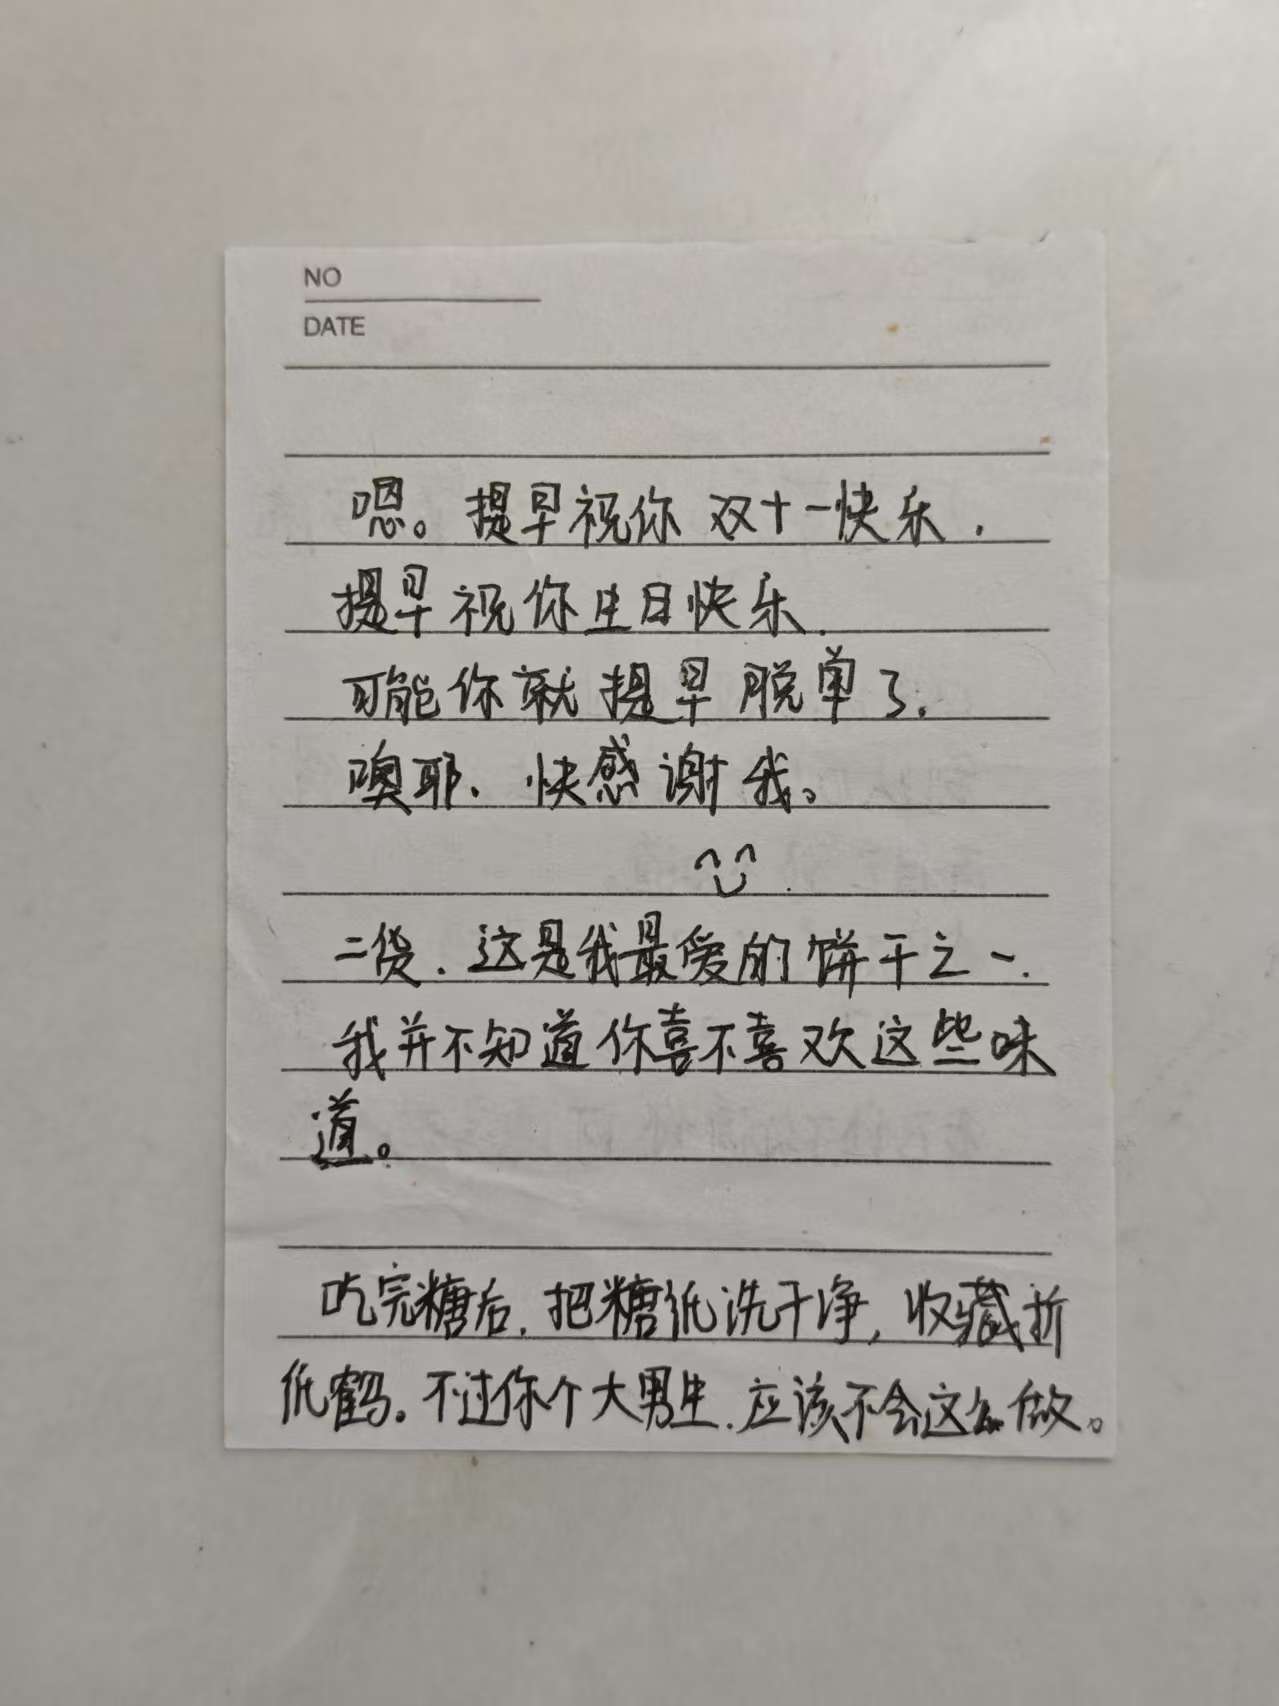 NO
DATE
嗯。提早祝你双十一快乐.
提早祝你生日快乐.
可能你就提早脱单了.
噢耶、快感谢我。
二货.这是我最爱的饼干之一.
我并不知道你喜不喜欢这些味
道。
吃完糖后,把糖纸洗干净,收藏折
纸鹤。不过你个大男生.应该不会这么做。